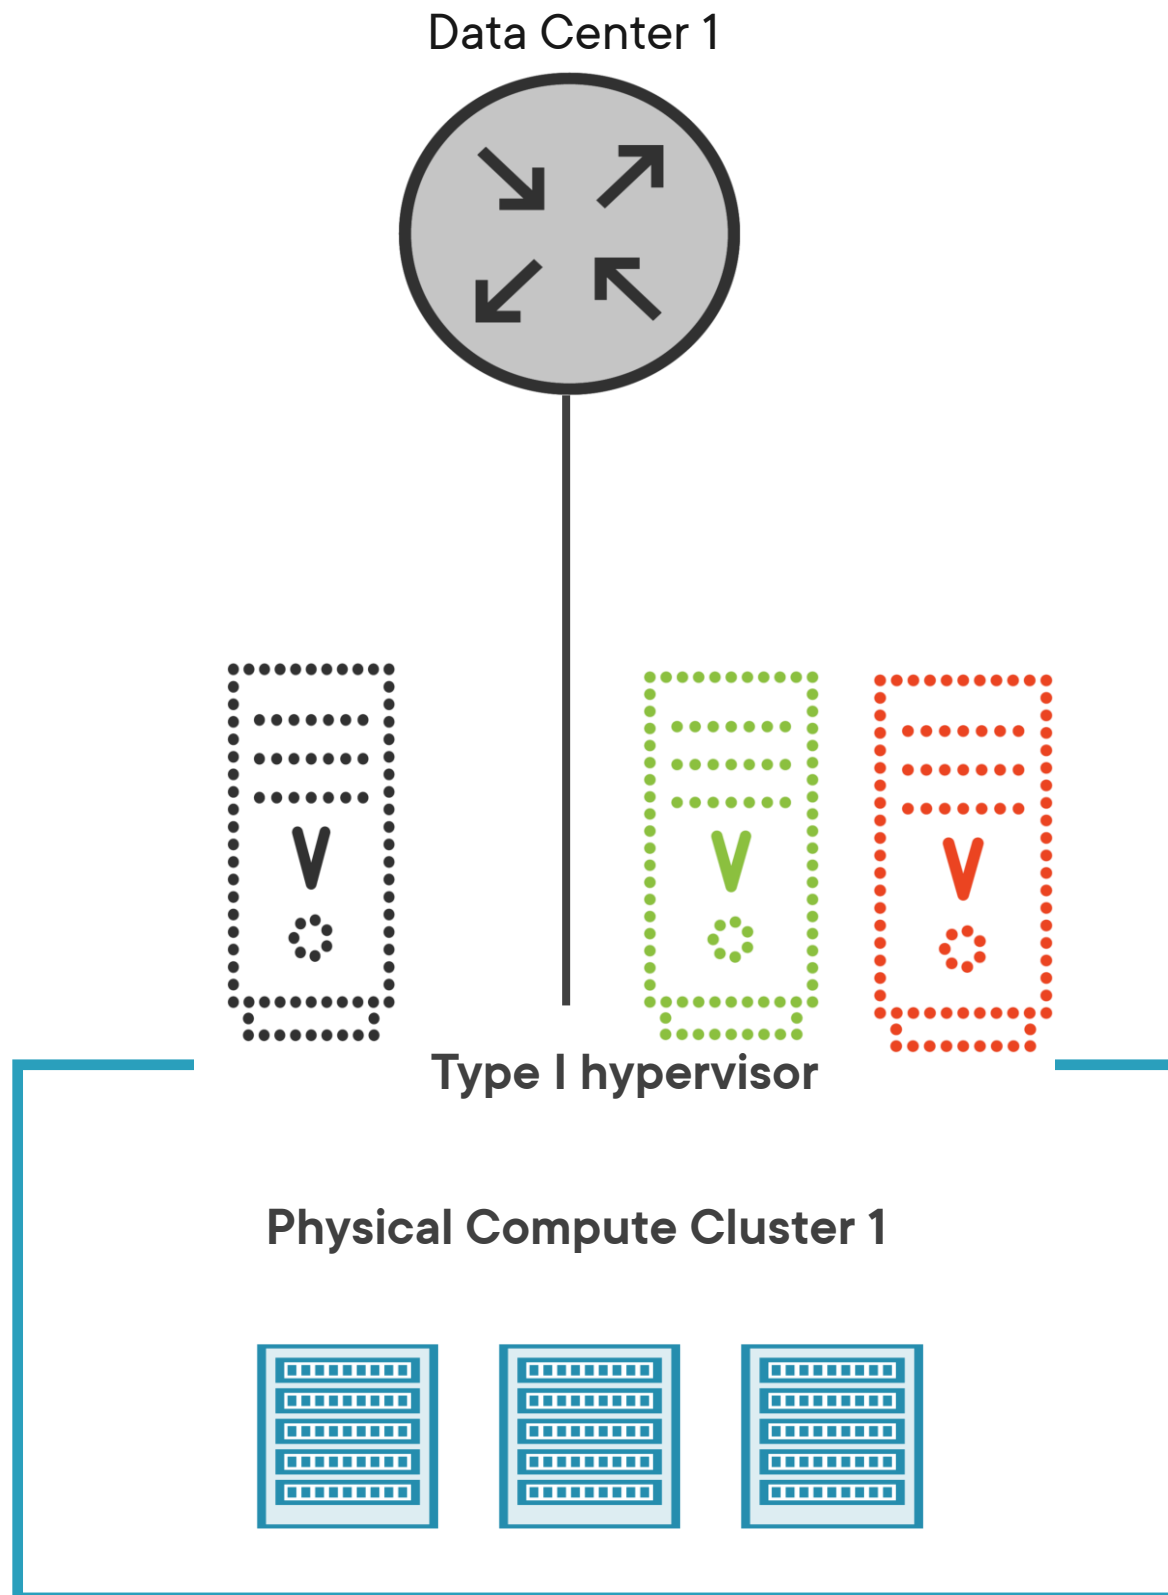 Data Center 1
V
V
V
Type I hypervisor
Physical Compute Cluster 1